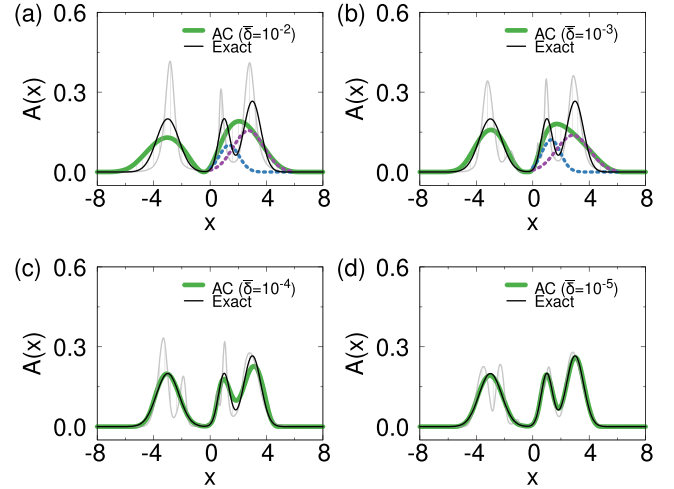 (a)
0.6
0.3
0.0
A(x)
AC (δ̅=10⁻²)
Exact
-8 -4 0 4 8
x
(b)
0.6
0.3
0.0
A(x)
AC (δ̅=10⁻³)
Exact
-8 -4 0 4 8
x
(c)
0.6
0.3
0.0
A(x)
AC (δ̅=10⁻⁴)
Exact
-8 -4 0 4 8
x
(d)
0.6
0.3
0.0
A(x)
AC (δ̅=10⁻⁵)
Exact
-8 -4 0 4 8
x